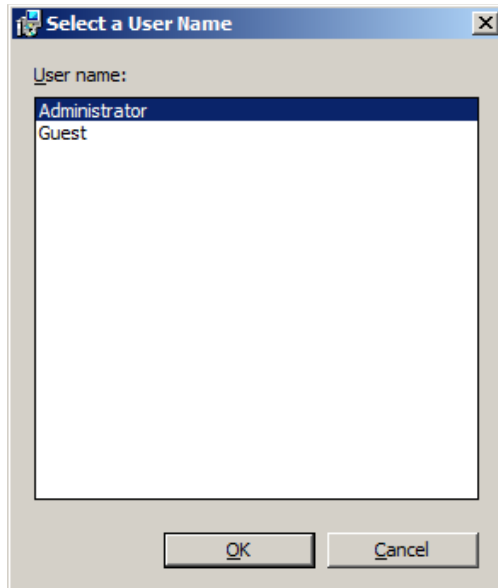 Select a User Name
User name:
Administrator
Guest
OK
Cancel